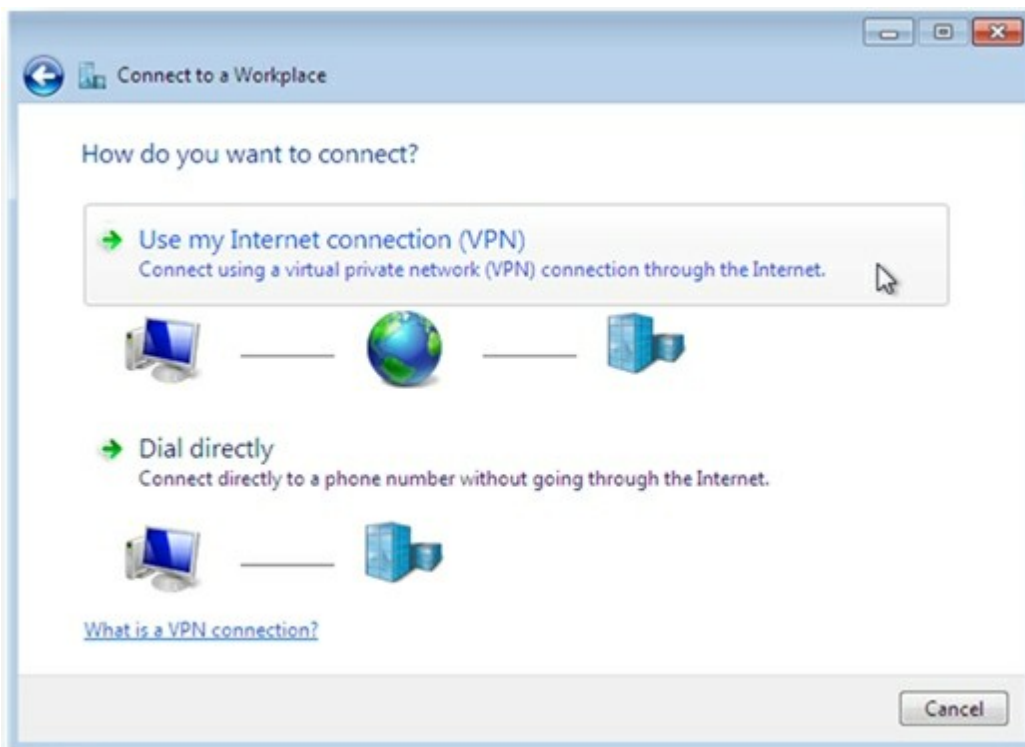 Connect to a Workplace
How do you want to connect?
Use my Internet connection (VPN)
Connect using a virtual private network (VPN) connection through the Internet.
Dial directly
Connect directly to a phone number without going through the Internet.
What is a VPN connection?
Cancel